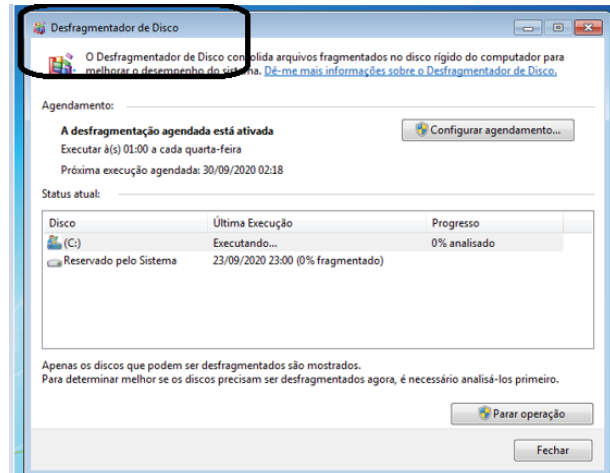 Desfragmentador de Disco
O Desfragmentador de Disco consolida arquivos fragmentados no disco rígido do computador para
melhorar o desempenho do sistema. Dê-me mais informações sobre o Desfragmentador de Disco.
Agendamento:
A desfragmentação agendada está ativada
Configurar agendamento...
Executar à(s) 01:00 a cada quarta-feira
Próxima execução agendada: 30/09/2020 02:18
Status atual:
Disco Última Execução Progresso
(C:) Executando... 0% analisado
Reservado pelo Sistema 23/09/2020 23:00 (0% fragmentado)
Apenas os discos que podem ser desfragmentados são mostrados.
Para determinar melhor se os discos precisam ser desfragmentados agora, é necessário analisá-los primeiro.
Parar operação
Fechar